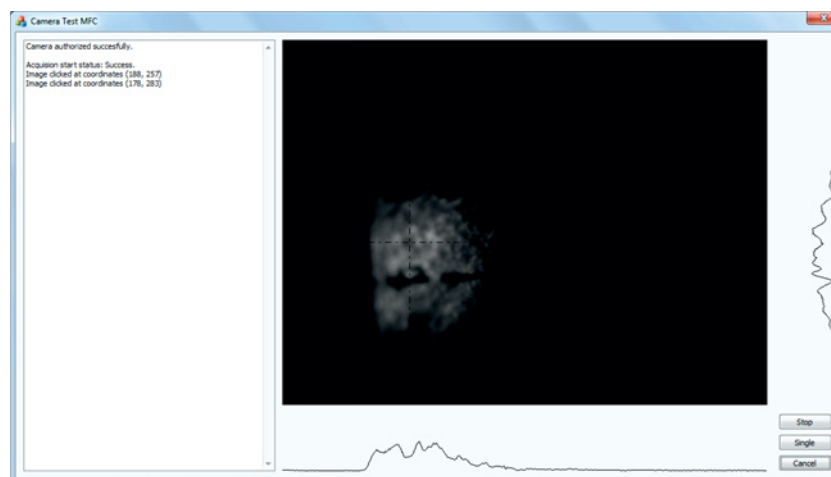 Camera Test MFC
Camera authorized succesfully.
Acquision start status: Success.
Image clicked at coordinates (188, 257)
Image clicked at coordinates (178, 283)
Stop
Single
Cancel